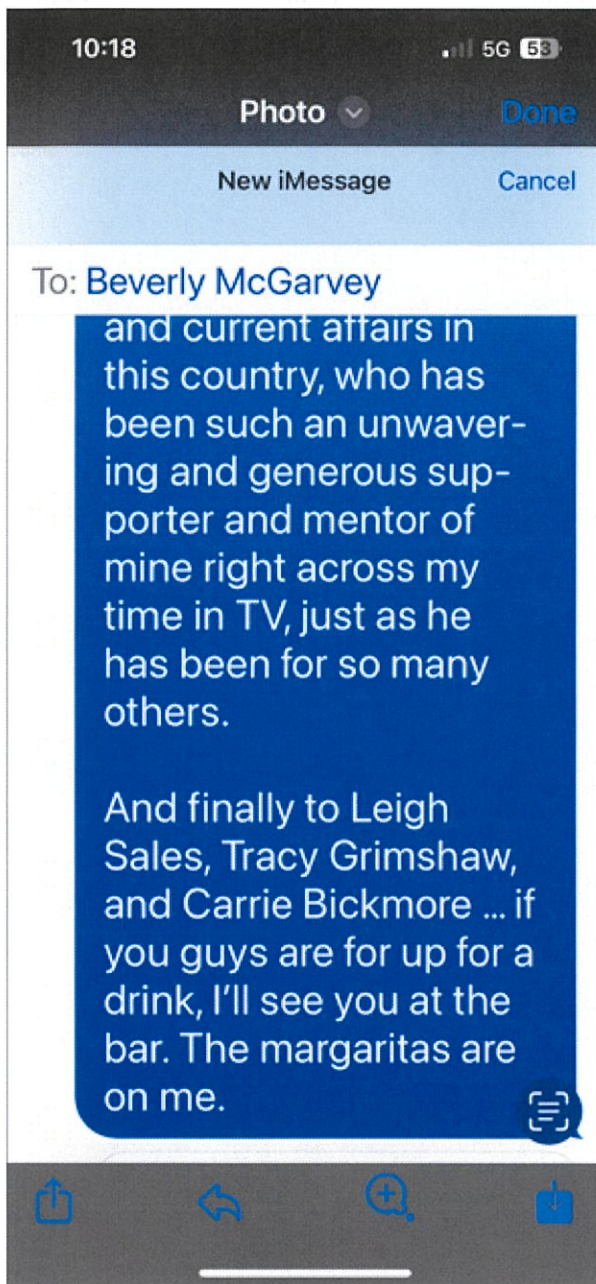 10:18
5G 53
Photo
Done
New iMessage
Cancel
To: Beverly McGarvey
and current affairs in
this country, who has
been such an unwaver-
ing and generous sup-
porter and mentor of
mine right across my
time in TV, just as he
has been for so many
others.
And finally to Leigh
Sales, Tracy Grimshaw,
and Carrie Bickmore ... if
you guys are for up for a
drink, I'll see you at the
bar. The margaritas are
on me.